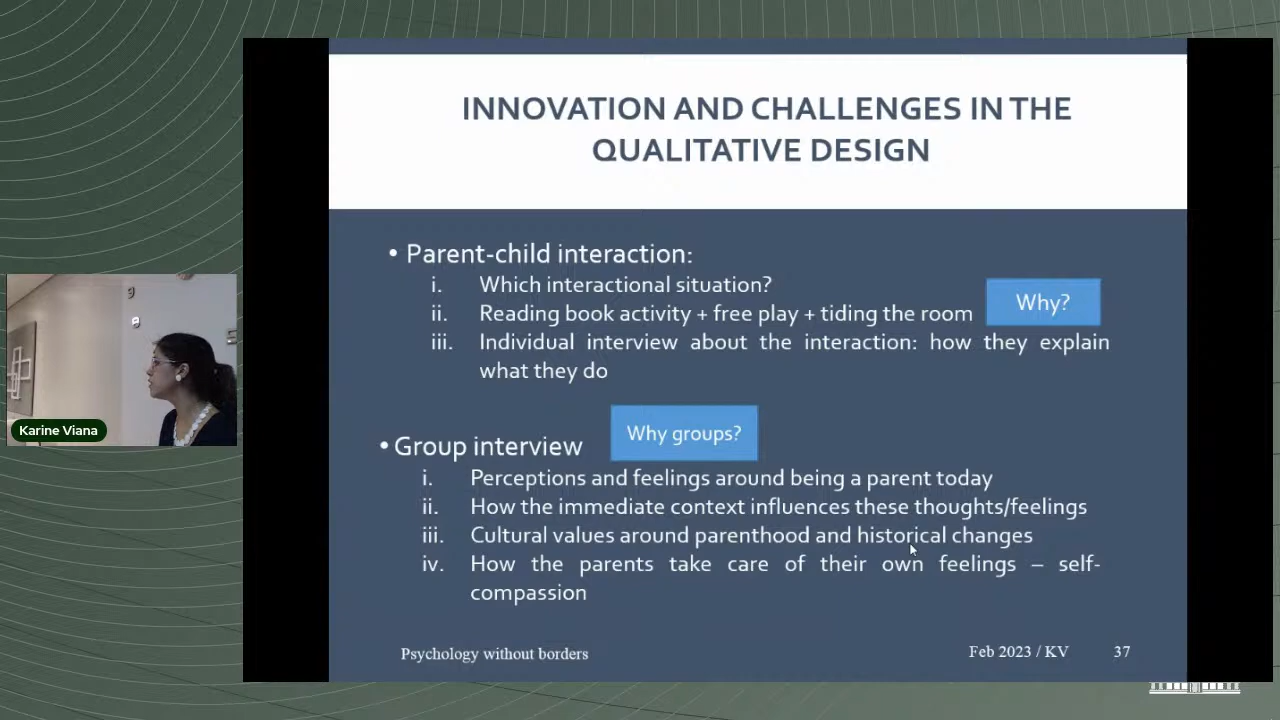 INNOVATION AND CHALLENGES IN THE
QUALITATIVE DESIGN
• Parent-child interaction:
i. Which interactional situation?
ii. Reading book activity + free play + tiding the room
Why?
iii. Individual interview about the interaction: how they explain
what they do
• Group interview
Why groups?
i. Perceptions and feelings around being a parent today
ii. How the immediate context influences these thoughts/feelings
iii. Cultural values around parenthood and historical changes
iv. How the parents take care of their own feelings – self-
compassion
Psychology without borders
Feb 2023 / KV
37
Karine Viana